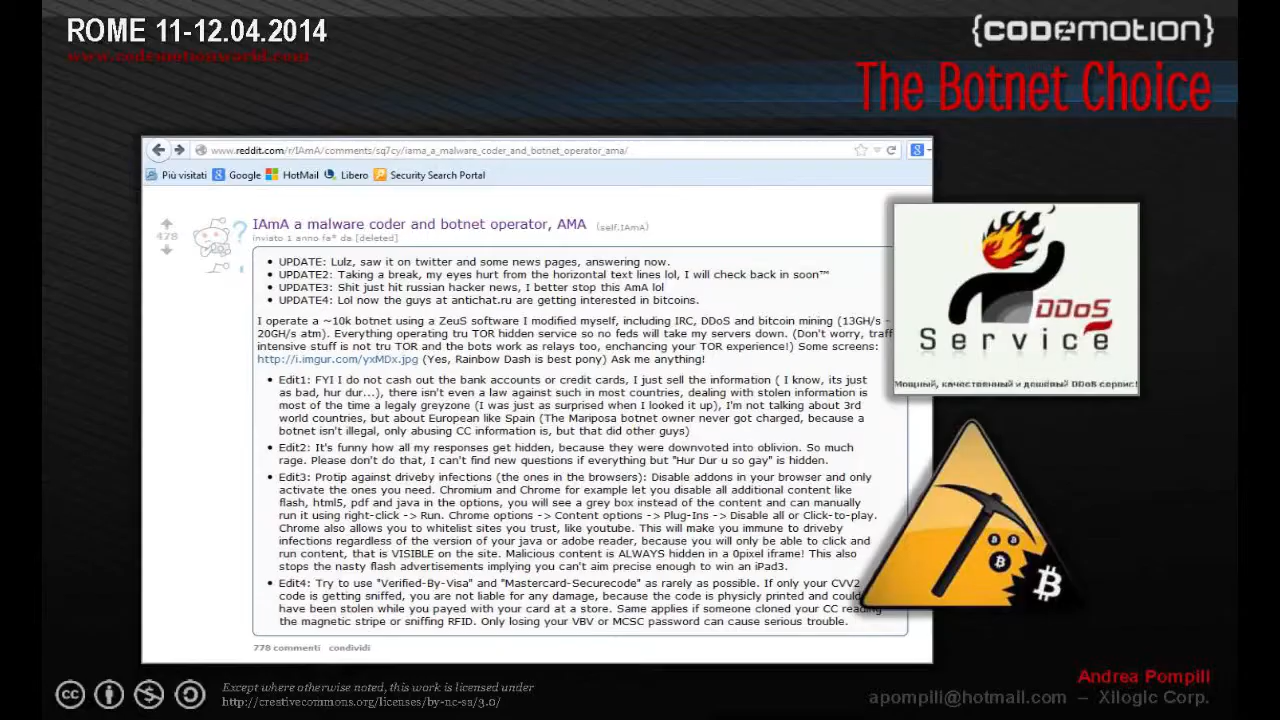 ROME 11-12.04.2014
www.codemotionworld.com
{CODEMOTION}
The Botnet Choice
www.reddit.com/r/IAmA/comments/sq7cy/iama_a_malware_coder_and_botnet_operator_ama/
Più visitati Google HotMail Libero Security Search Portal
478
IAmA a malware coder and botnet operator, AMA (self.IAmA)
inviato 1 anno fa* da [deleted]
• UPDATE: Lulz, saw it on twitter and some news pages, answering now.
• UPDATE2: Taking a break, my eyes hurt from the horizontal text lines lol, I will check back in soon™
• UPDATE3: Shit just hit russian hacker news, I better stop this AmA lol
• UPDATE4: Lol now the guys at antichat.ru are getting interested in bitcoins.
I operate a ~10k botnet using a ZeuS software I modified myself, including IRC, DDoS and bitcoin mining (13GH/s -
20GH/s atm). Everything operating tru TOR hidden service so no feds will take my servers down. (Don't worry, traff
intensive stuff is not tru TOR and the bots work as relays too, enchancing your TOR experience!) Some screens:
http://i.imgur.com/yxMDx.jpg (Yes, Rainbow Dash is best pony) Ask me anything!
• Edit1: FYI I do not cash out the bank accounts or credit cards, I just sell the information ( I know, its just
as bad, hur dur...), there isn't even a law against such in most countries, dealing with stolen information is
most of the time a legaly greyzone (I was just as surprised when I looked it up), I'm not talking about 3rd
world countries, but about European like Spain (The Mariposa botnet owner never got charged, because a
botnet isn't illegal, only abusing CC information is, but that did other guys)
• Edit2: It's funny how all my responses get hidden, because they were downvoted into oblivion. So much
rage. Please don't do that, I can't find new questions if everything but "Hur Dur u so gay" is hidden.
• Edit3: Protip against driveby infections (the ones in the browsers): Disable addons in your browser and only
activate the ones you need. Chromium and Chrome for example let you disable all additional content like
flash, html5, pdf and java in the options, you will see a grey box instead of the content and can manually
run it using right-click -> Run. Chrome options -> Content options -> Plug-Ins -> Disable all or Click-to-play.
Chrome also allows you to whitelist sites you trust, like youtube. This will make you immune to driveby
infections regardless of the version of your java or adobe reader, because you will only be able to click and
run content, that is VISIBLE on the site. Malicious content is ALWAYS hidden in a 0pixel iframe! This also
stops the nasty flash advertisements implying you can't aim precise enough to win an iPad3.
• Edit4: Try to use "Verified-By-Visa" and "Mastercard-Securecode" as rarely as possible. If only your CVV2
code is getting sniffed, you are not liable for any damage, because the code is physicly printed and could
have been stolen while you payed with your card at a store. Same applies if someone cloned your CC reading
the magnetic stripe or sniffing RFID. Only losing your VBV or MCSC password can cause serious trouble.
778 commenti condividi
DDoS
Service
Мощный, качественный и дешёвый DDoS сервис!
Except where otherwise noted, this work is licensed under
http://creativecommons.org/licenses/by-nc-sa/3.0/
Andrea Pompili
apompili@hotmail.com – Xilogic Corp.